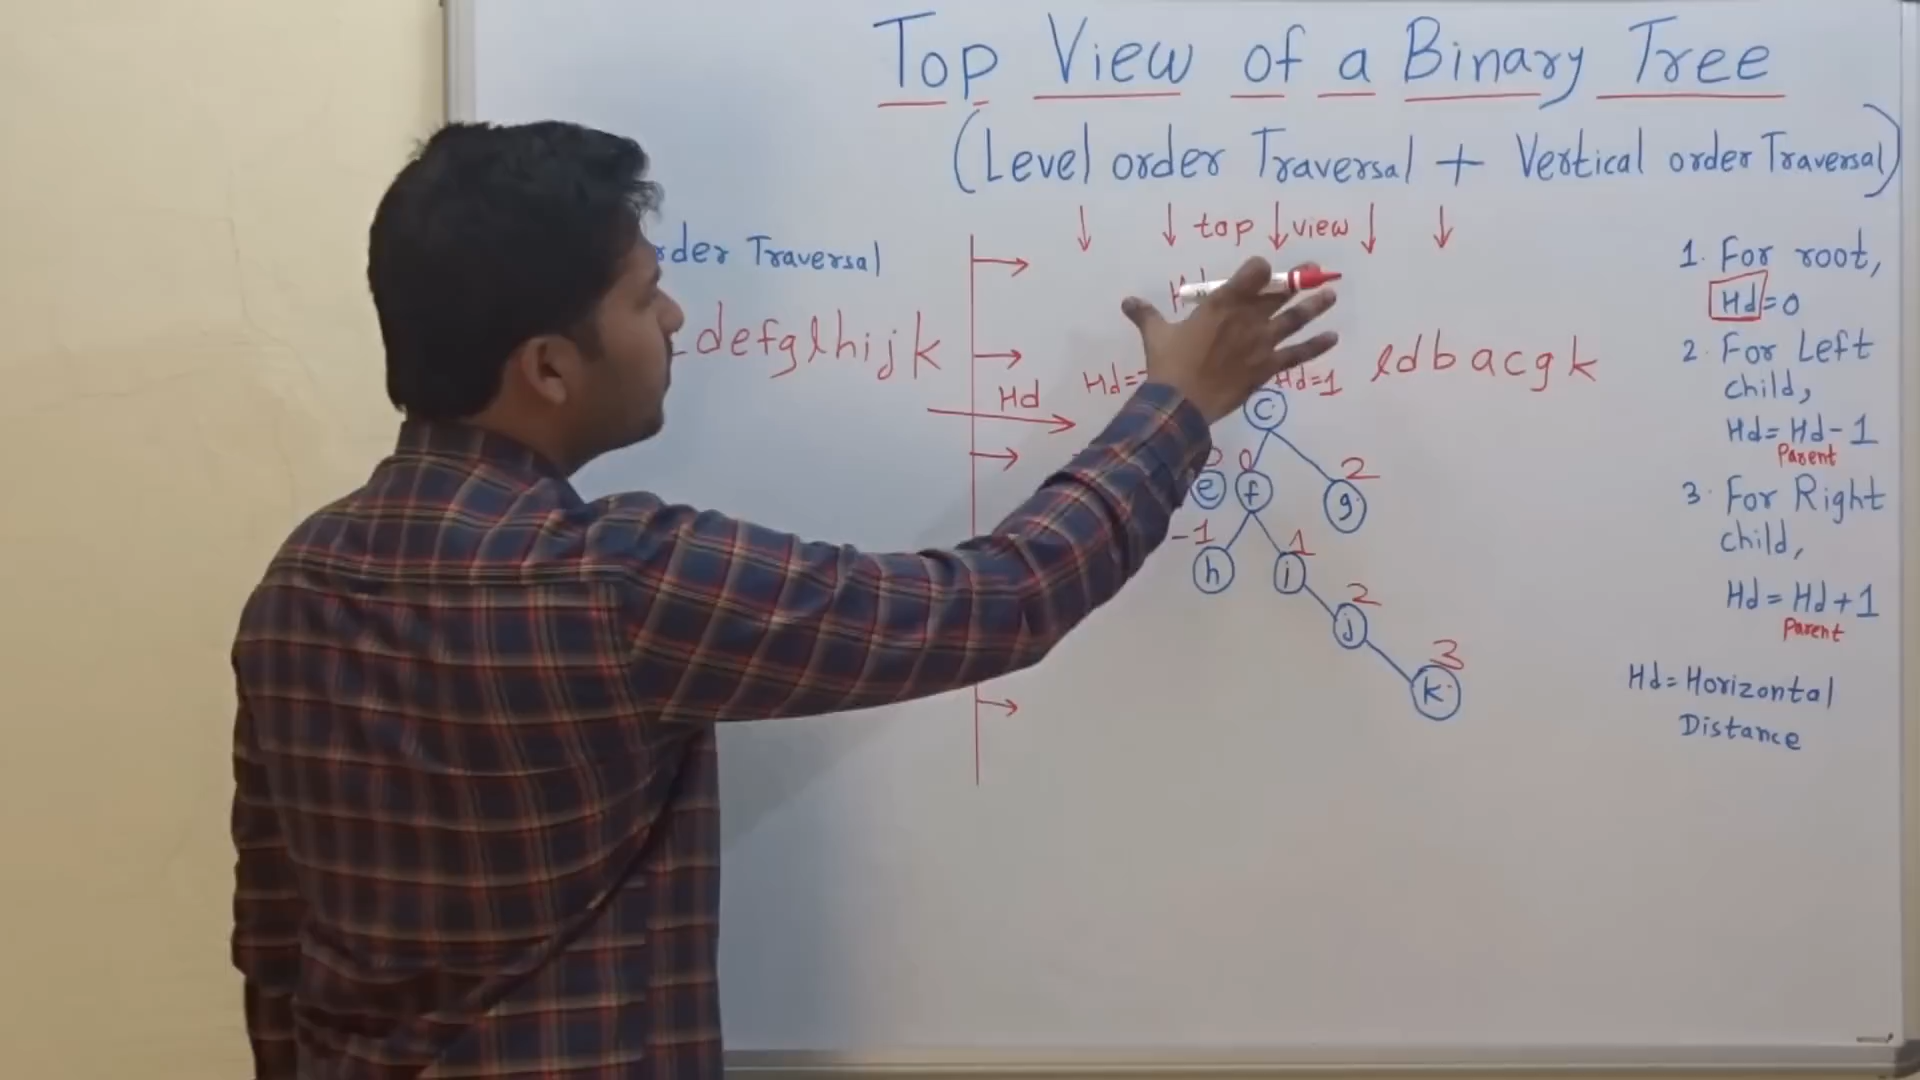 Top View of a Binary Tree
(Level order Traversal + Vertical order Traversal)
top view
order Traversal
defglhijk
Hd
Hd=
Hd=1
ldbacgk
c
0
2
e f g
-1
1
h i
2
j
3
k
1. For root,
Hd=0
2. For Left
child,
Hd=Hd-1
Parent
3. For Right
child,
Hd=Hd+1
Parent
Hd=Horizontal
Distance